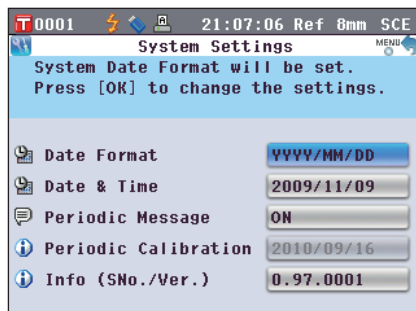 T0001 21:07:06 Ref 8mm SCE
System Settings MENU
System Date Format will be set.
Press [OK] to change the settings.
Date Format YYYY/MM/DD
Date & Time 2009/11/09
Periodic Message ON
Periodic Calibration 2010/09/16
Info (SNo./Ver.) 0.97.0001